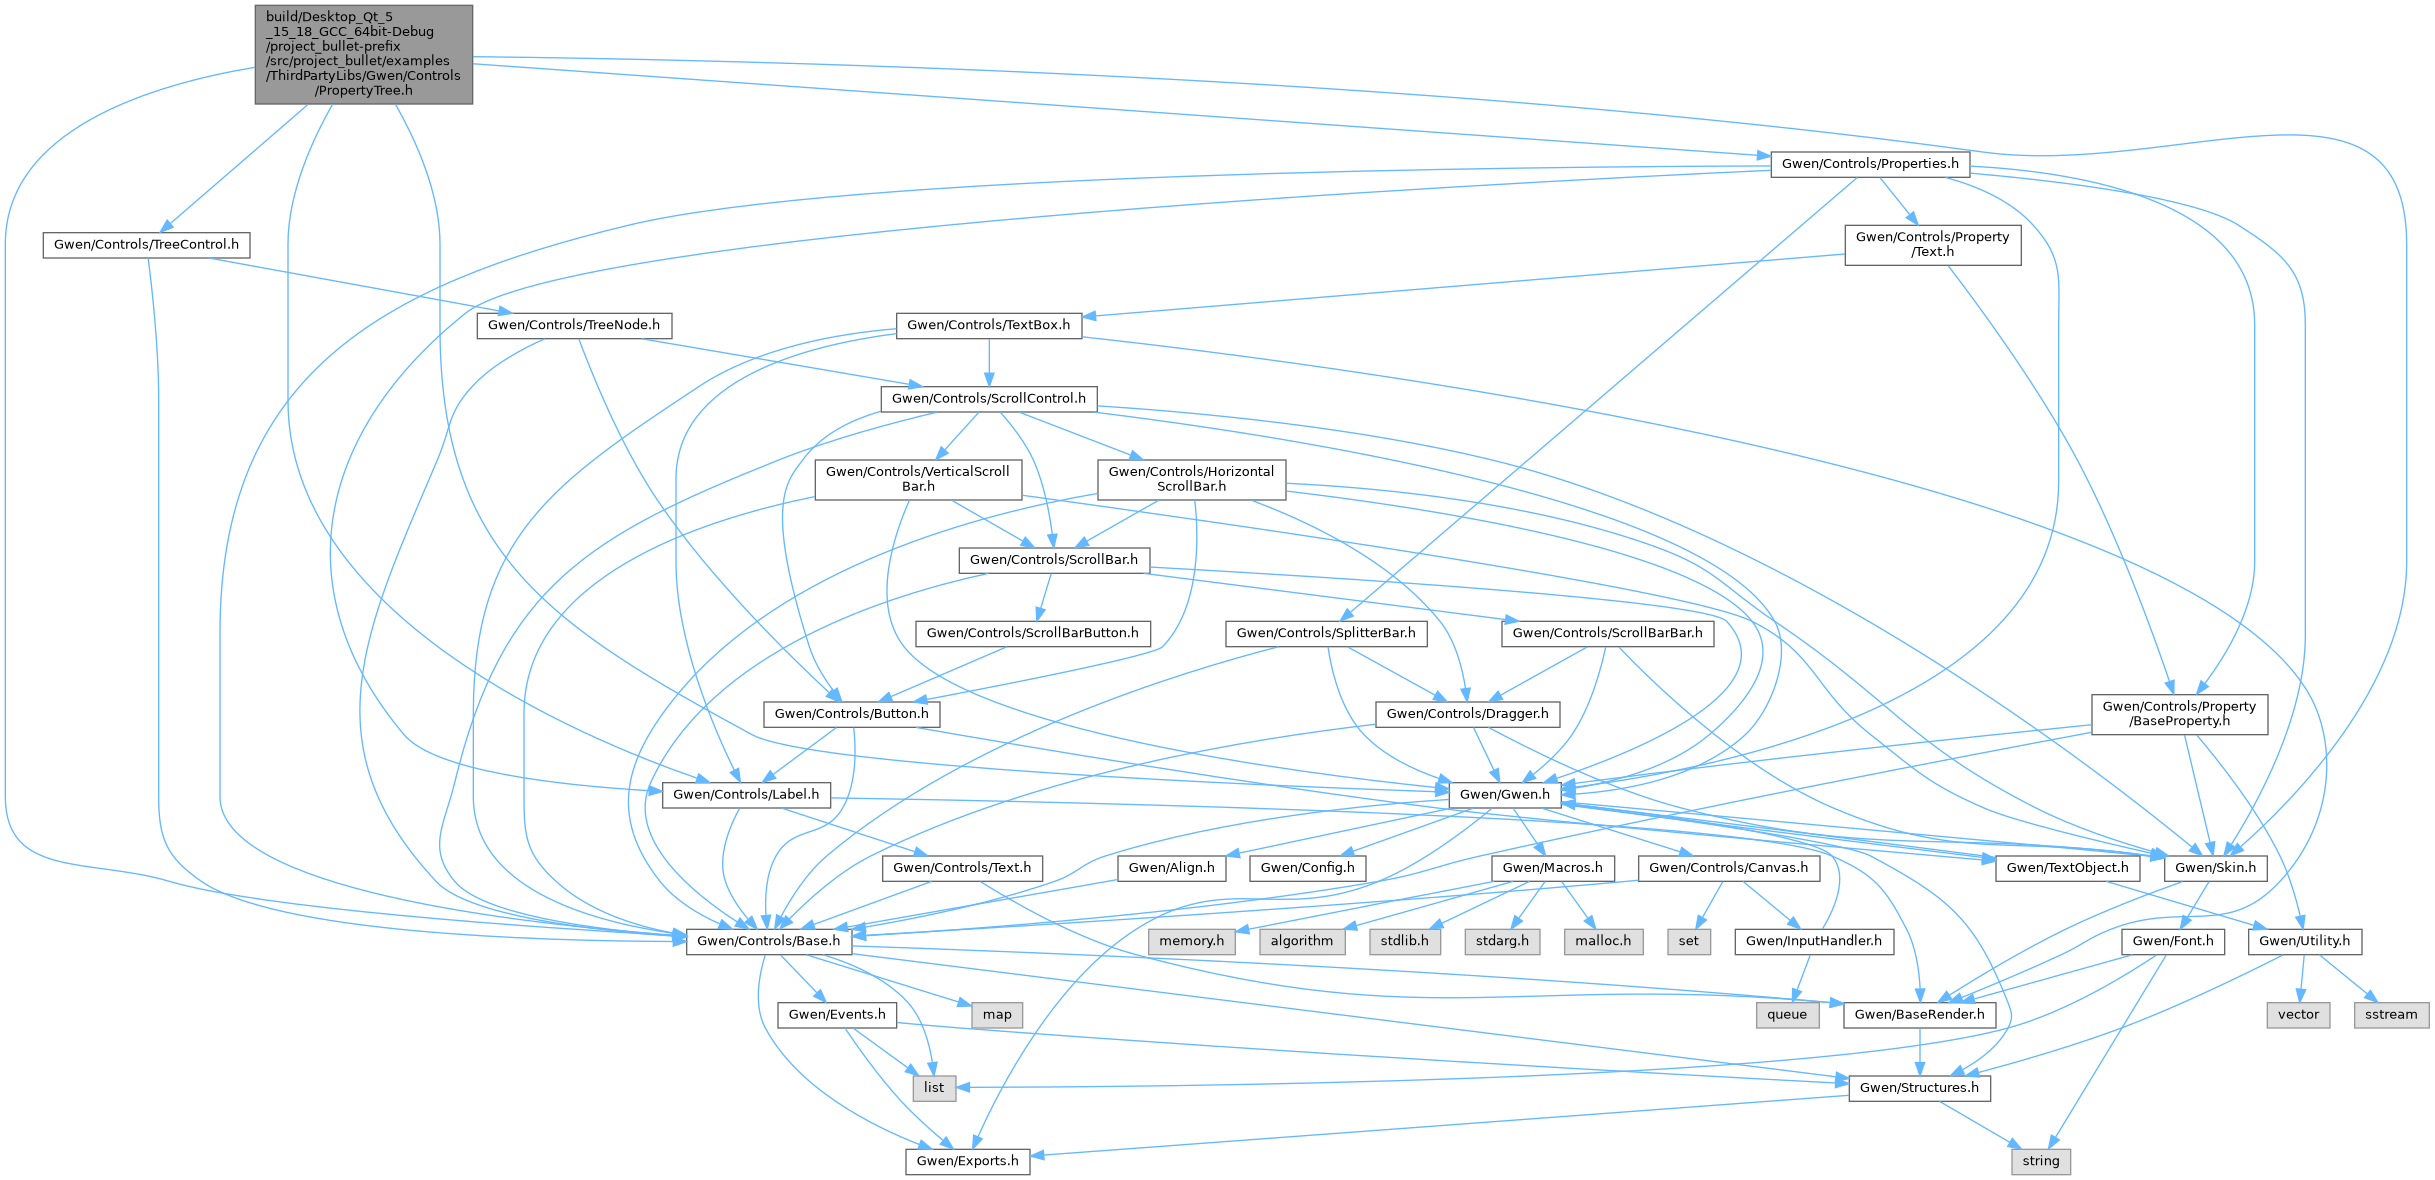 build/Desktop_Qt_5
_15_18_GCC_64bit-Debug
/project_bullet-prefix
/src/project_bullet/examples
/ThirdPartyLibs/Gwen/Controls
/PropertyTree.h
Gwen/Controls/Properties.h
Gwen/Controls/TreeControl.h
Gwen/Controls/Property
/Text.h
Gwen/Controls/TreeNode.h
Gwen/Controls/TextBox.h
Gwen/Controls/ScrollControl.h
Gwen/Controls/VerticalScroll
Bar.h
Gwen/Controls/Horizontal
ScrollBar.h
Gwen/Controls/ScrollBar.h
Gwen/Controls/ScrollBarButton.h
Gwen/Controls/SplitterBar.h
Gwen/Controls/ScrollBarBar.h
Gwen/Controls/Button.h
Gwen/Controls/Dragger.h
Gwen/Controls/Property
/BaseProperty.h
Gwen/Controls/Label.h
Gwen/Gwen.h
Gwen/Controls/Text.h
Gwen/Align.h
Gwen/Config.h
Gwen/Macros.h
Gwen/Controls/Canvas.h
Gwen/TextObject.h
Gwen/Skin.h
Gwen/Controls/Base.h
memory.h
algorithm
stdlib.h
stdarg.h
malloc.h
set
Gwen/InputHandler.h
Gwen/Font.h
Gwen/Utility.h
Gwen/Events.h
map
queue
Gwen/BaseRender.h
vector
sstream
list
Gwen/Structures.h
Gwen/Exports.h
string